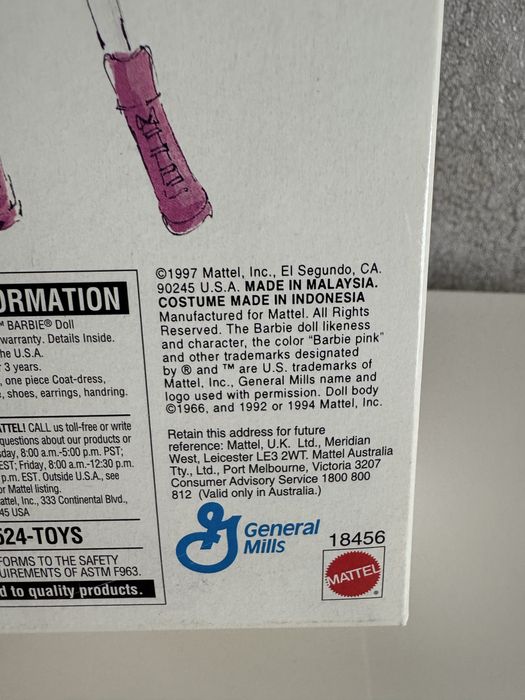 ©1997 Mattel, Inc., El Segundo, CA.
90245 U.S.A. MADE IN MALAYSIA.
COSTUME MADE IN INDONESIA
Manufactured for Mattel. All Rights
Reserved. The Barbie doll likeness
and character, the color "Barbie pink"
and other trademarks designated
by ® and ™ are U.S. trademarks of
Mattel, Inc., General Mills name and
logo used with permission. Doll body
©1966, and 1992 or 1994 Mattel, Inc.
Retain this address for future
reference: Mattel, U.K. Ltd., Meridian
West, Leicester LE3 2WT. Mattel Australia
Tty., Ltd., Port Melbourne, Victoria 3207
Consumer Advisory Service 1800 800
812 (Valid only in Australia.)
General
Mills
18456
MATTEL®
ORMATION
™ BARBIE® Doll
warranty. Details Inside.
he U.S.A.
3 years.
, one piece Coat-dress,
, shoes, earrings, handring.
ATTEL! CALL us toll-free or write
questions about our products or
day, 8:00 a.m.-5:00 p.m. PST;
EST; Friday, 8:00 a.m.-12:30 p.m.
p.m. EST. Outside U.S.A., see
or Mattel listing.
attel, Inc., 333 Continental Blvd.,
45 USA
524-TOYS
FORMS TO THE SAFETY
UIREMENTS OF ASTM F963.
d to quality products.